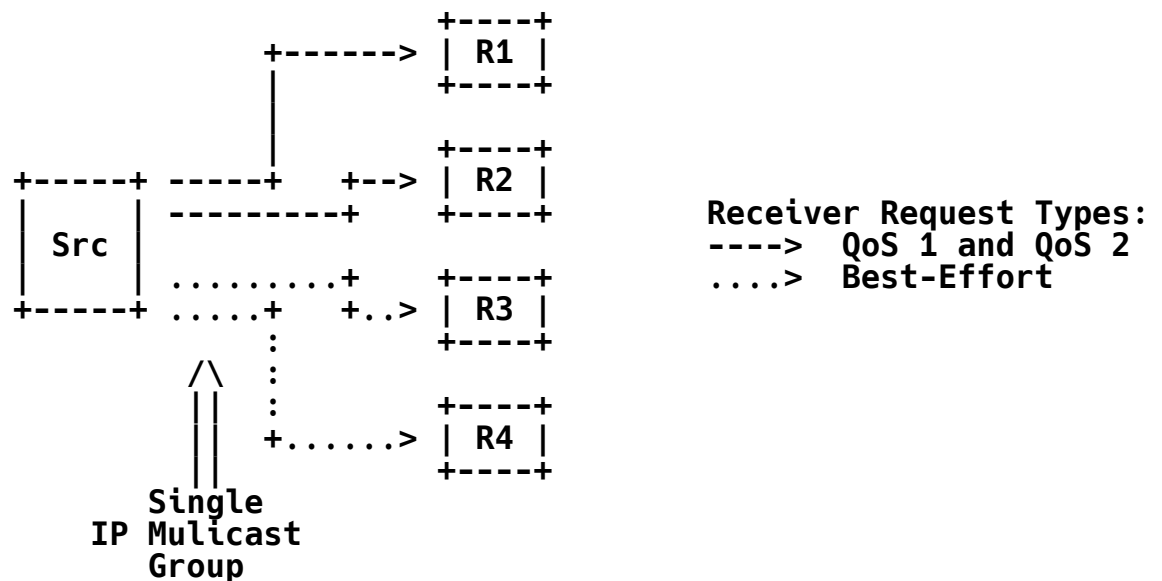 R1
R2
Receiver Request Types:
Src
----> QoS 1 and QoS 2
....> Best-Effort
R3
R4
Single
IP Mulicast
Group